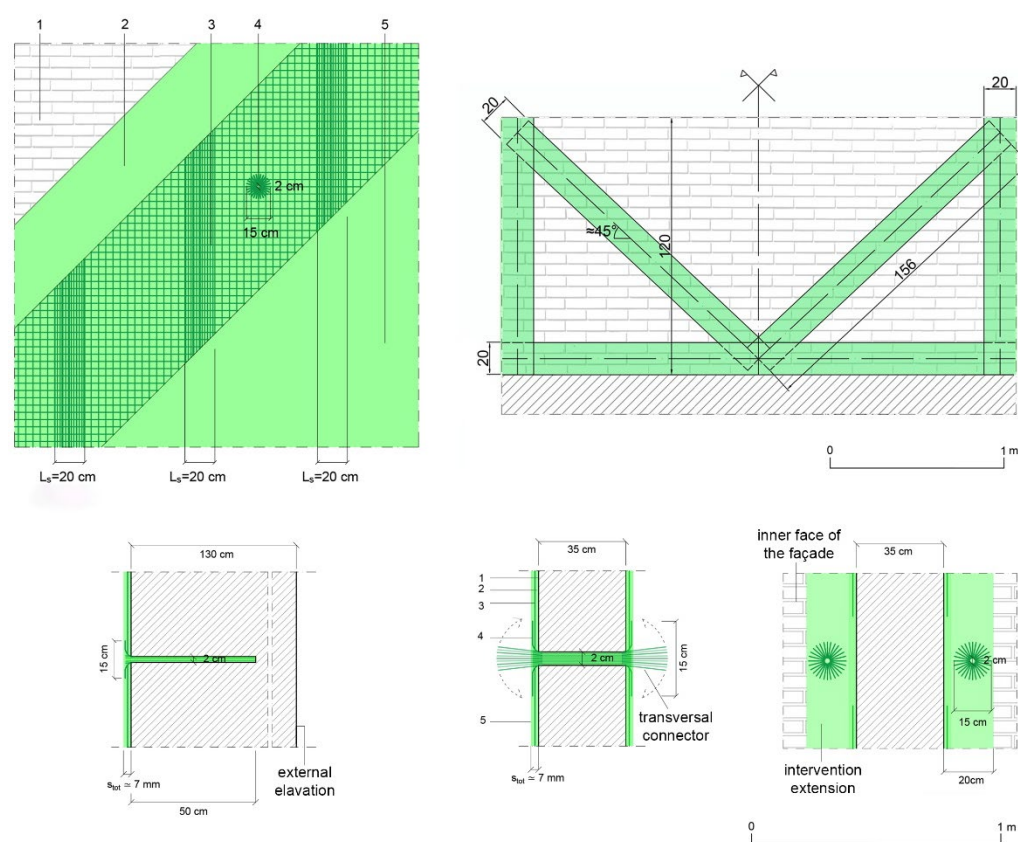 1 2 3 4 5
2 cm
15 cm
Lₛ=20 cm Lₛ=20 cm Lₛ=20 cm
20 20
≈45°
120
156
20
0 1 m
130 cm
15 cm
2 cm
external
elavation
sₜₒₜ ≃ 7 mm
50 cm
35 cm
1
2
3
4
2 cm
15 cm
transversal
connector
5
sₜₒₜ ≃ 7 mm
inner face of
the façade
35 cm
2 cm
15 cm
intervention
extension
20cm
0 1 m